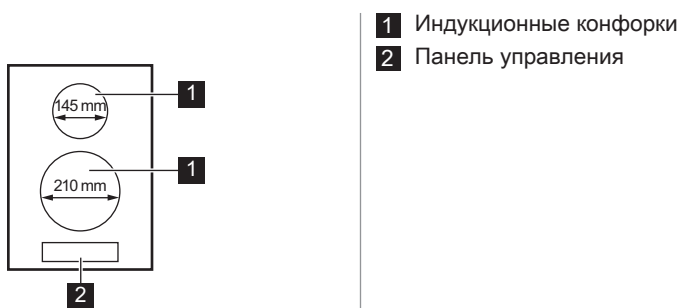 145 mm
1
1
210 mm
2
1 Индукционные конфорки
2 Панель управления